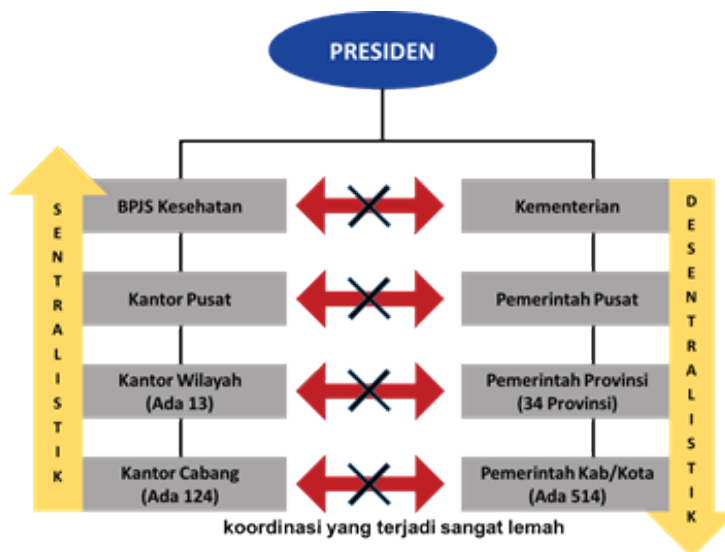 PRESIDEN
SENTRALISTIK
BPJS Kesehatan
Kementerian
DESENTRALISTIK
Kantor Pusat
Pemerintah Pusat
Kantor Wilayah
(Ada 13)
Pemerintah Provinsi
(34 Provinsi)
Kantor Cabang
(Ada 124)
Pemerintah Kab/Kota
(Ada 514)
koordinasi yang terjadi sangat lemah